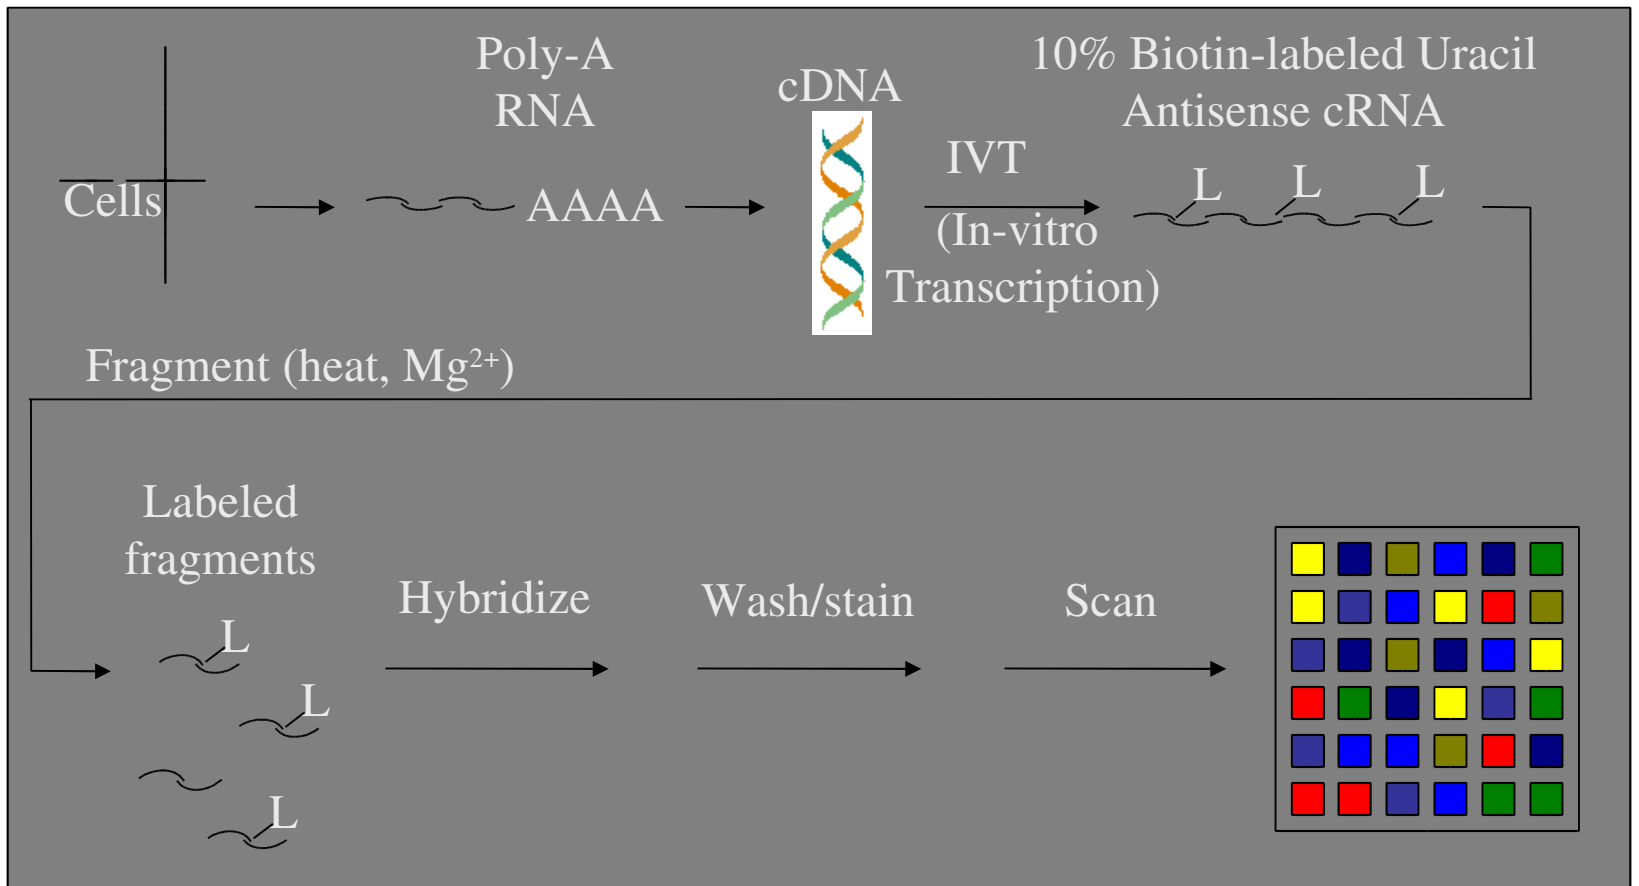 Poly-A
RNA
cDNA
10% Biotin-labeled Uracil
Antisense cRNA
Cells
AAAA
IVT
(In-vitro
Transcription)
L
L
L
Fragment (heat, Mg²⁺)
Labeled
fragments
L
L
L
Hybridize
Wash/stain
Scan